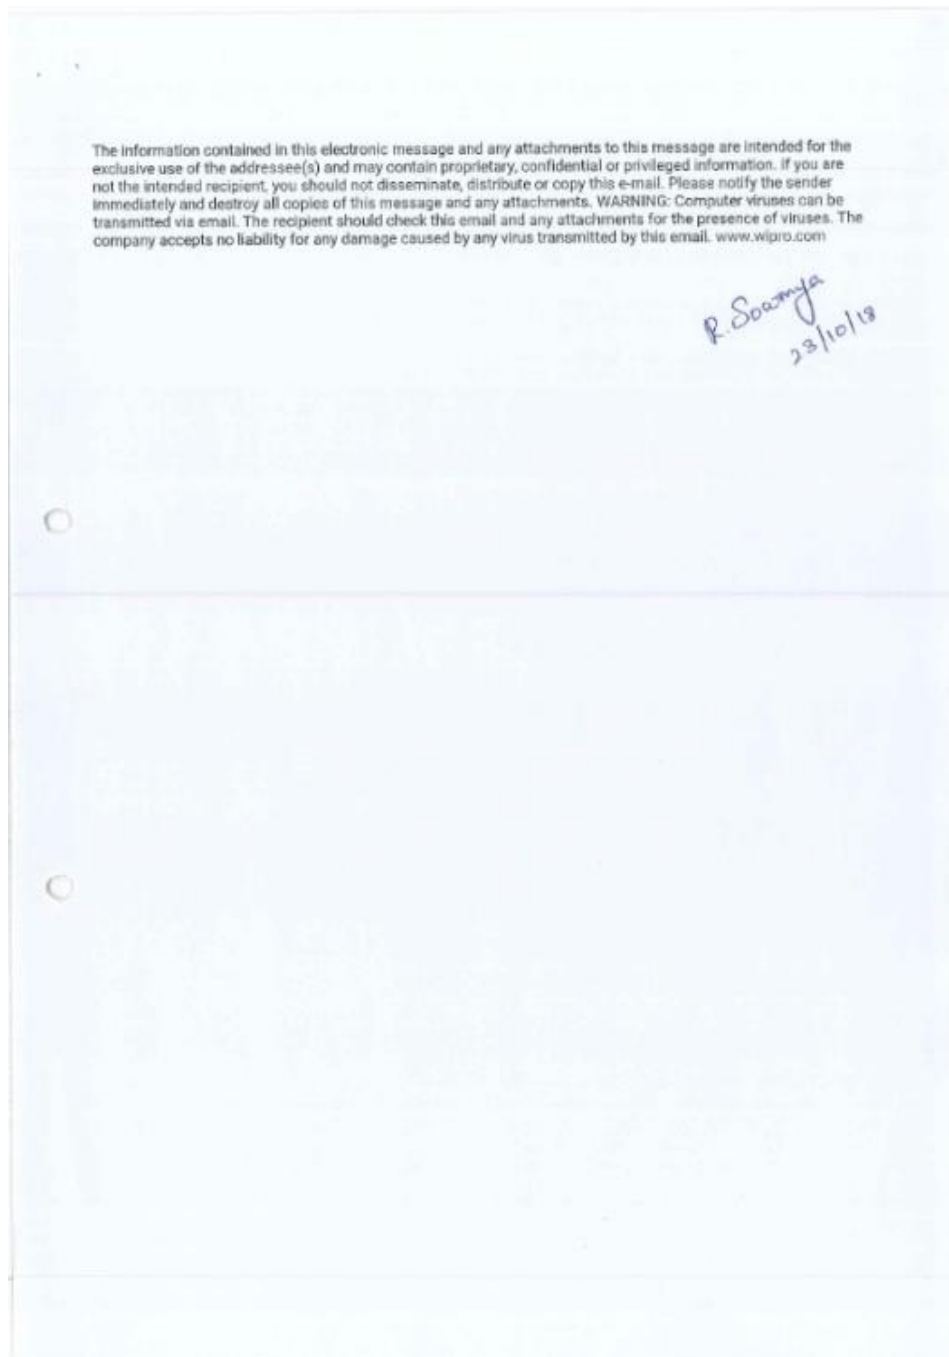 The information contained in this electronic message and any attachments to this message are intended for the
exclusive use of the addressee(s) and may contain proprietary, confidential or privileged information. If you are
not the intended recipient, you should not disseminate, distribute or copy this e-mail. Please notify the sender
immediately and destroy all copies of this message and any attachments. WARNING: Computer viruses can be
transmitted via email. The recipient should check this email and any attachments for the presence of viruses. The
company accepts no liability for any damage caused by any virus transmitted by this email. www.wipro.com
R. Sowmya
23/10/18